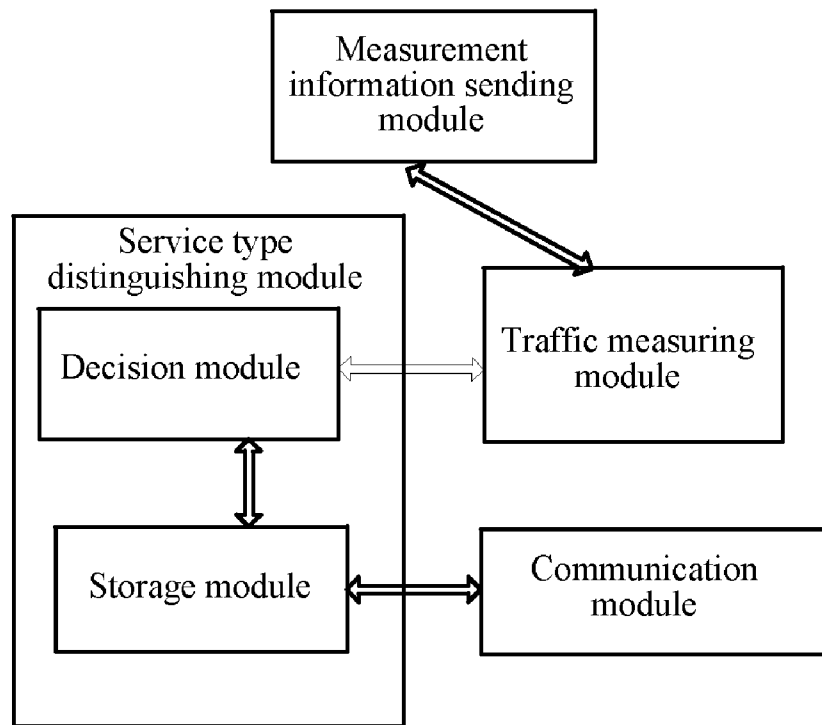 Measurement
information sending
module
Service type
distinguishing module
Decision module
Traffic measuring
module
Storage module
Communication
module